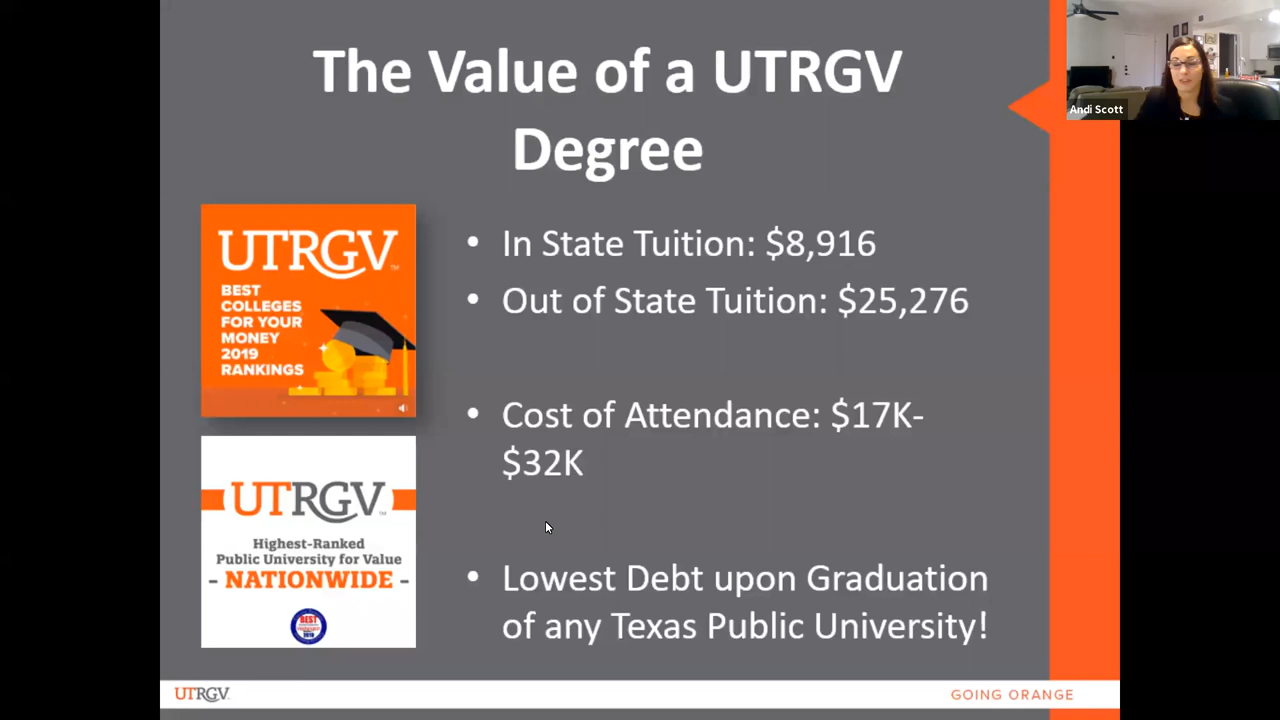 The Value of a UTRGV
Degree
Andi Scott
UTRGV
BEST
COLLEGES
FOR YOUR
MONEY
2019
RANKINGS
• In State Tuition: $8,916
• Out of State Tuition: $25,276
• Cost of Attendance: $17K-
$32K
UTRGV
Highest-Ranked
Public University for Value
- NATIONWIDE -
BEST
2019
• Lowest Debt upon Graduation
of any Texas Public University!
UTRGV
GOING ORANGE